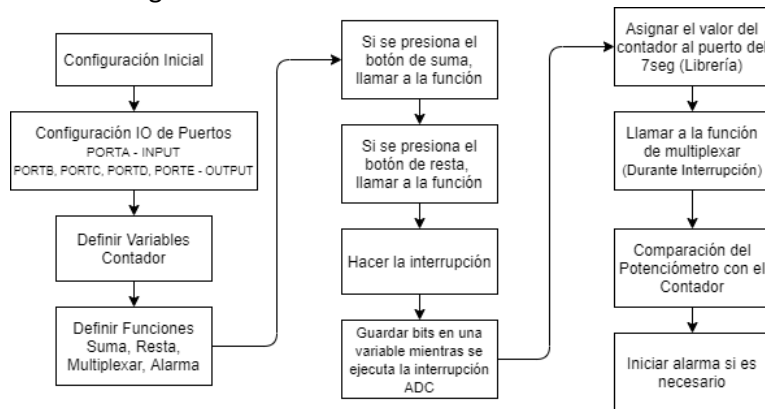 Configuración Inicial
Configuración IO de Puertos
PORTA - INPUT
PORTB, PORTC, PORTD, PORTE - OUTPUT
Definir Variables
Contador
Definir Funciones
Suma, Resta,
Multiplexar, Alarma
Si se presiona el
botón de suma,
llamar a la función
Si se presiona el
botón de resta,
llamar a la función
Hacer la interrupción
Guardar bits en una
variable mientras se
ejecuta la interrupción
ADC
Asignar el valor del
contador al puerto del
7seg (Librería)
Llamar a la función
de multiplexar
(Durante Interrupción)
Comparación del
Potenciómetro con el
Contador
Iniciar alarma si es
necesario